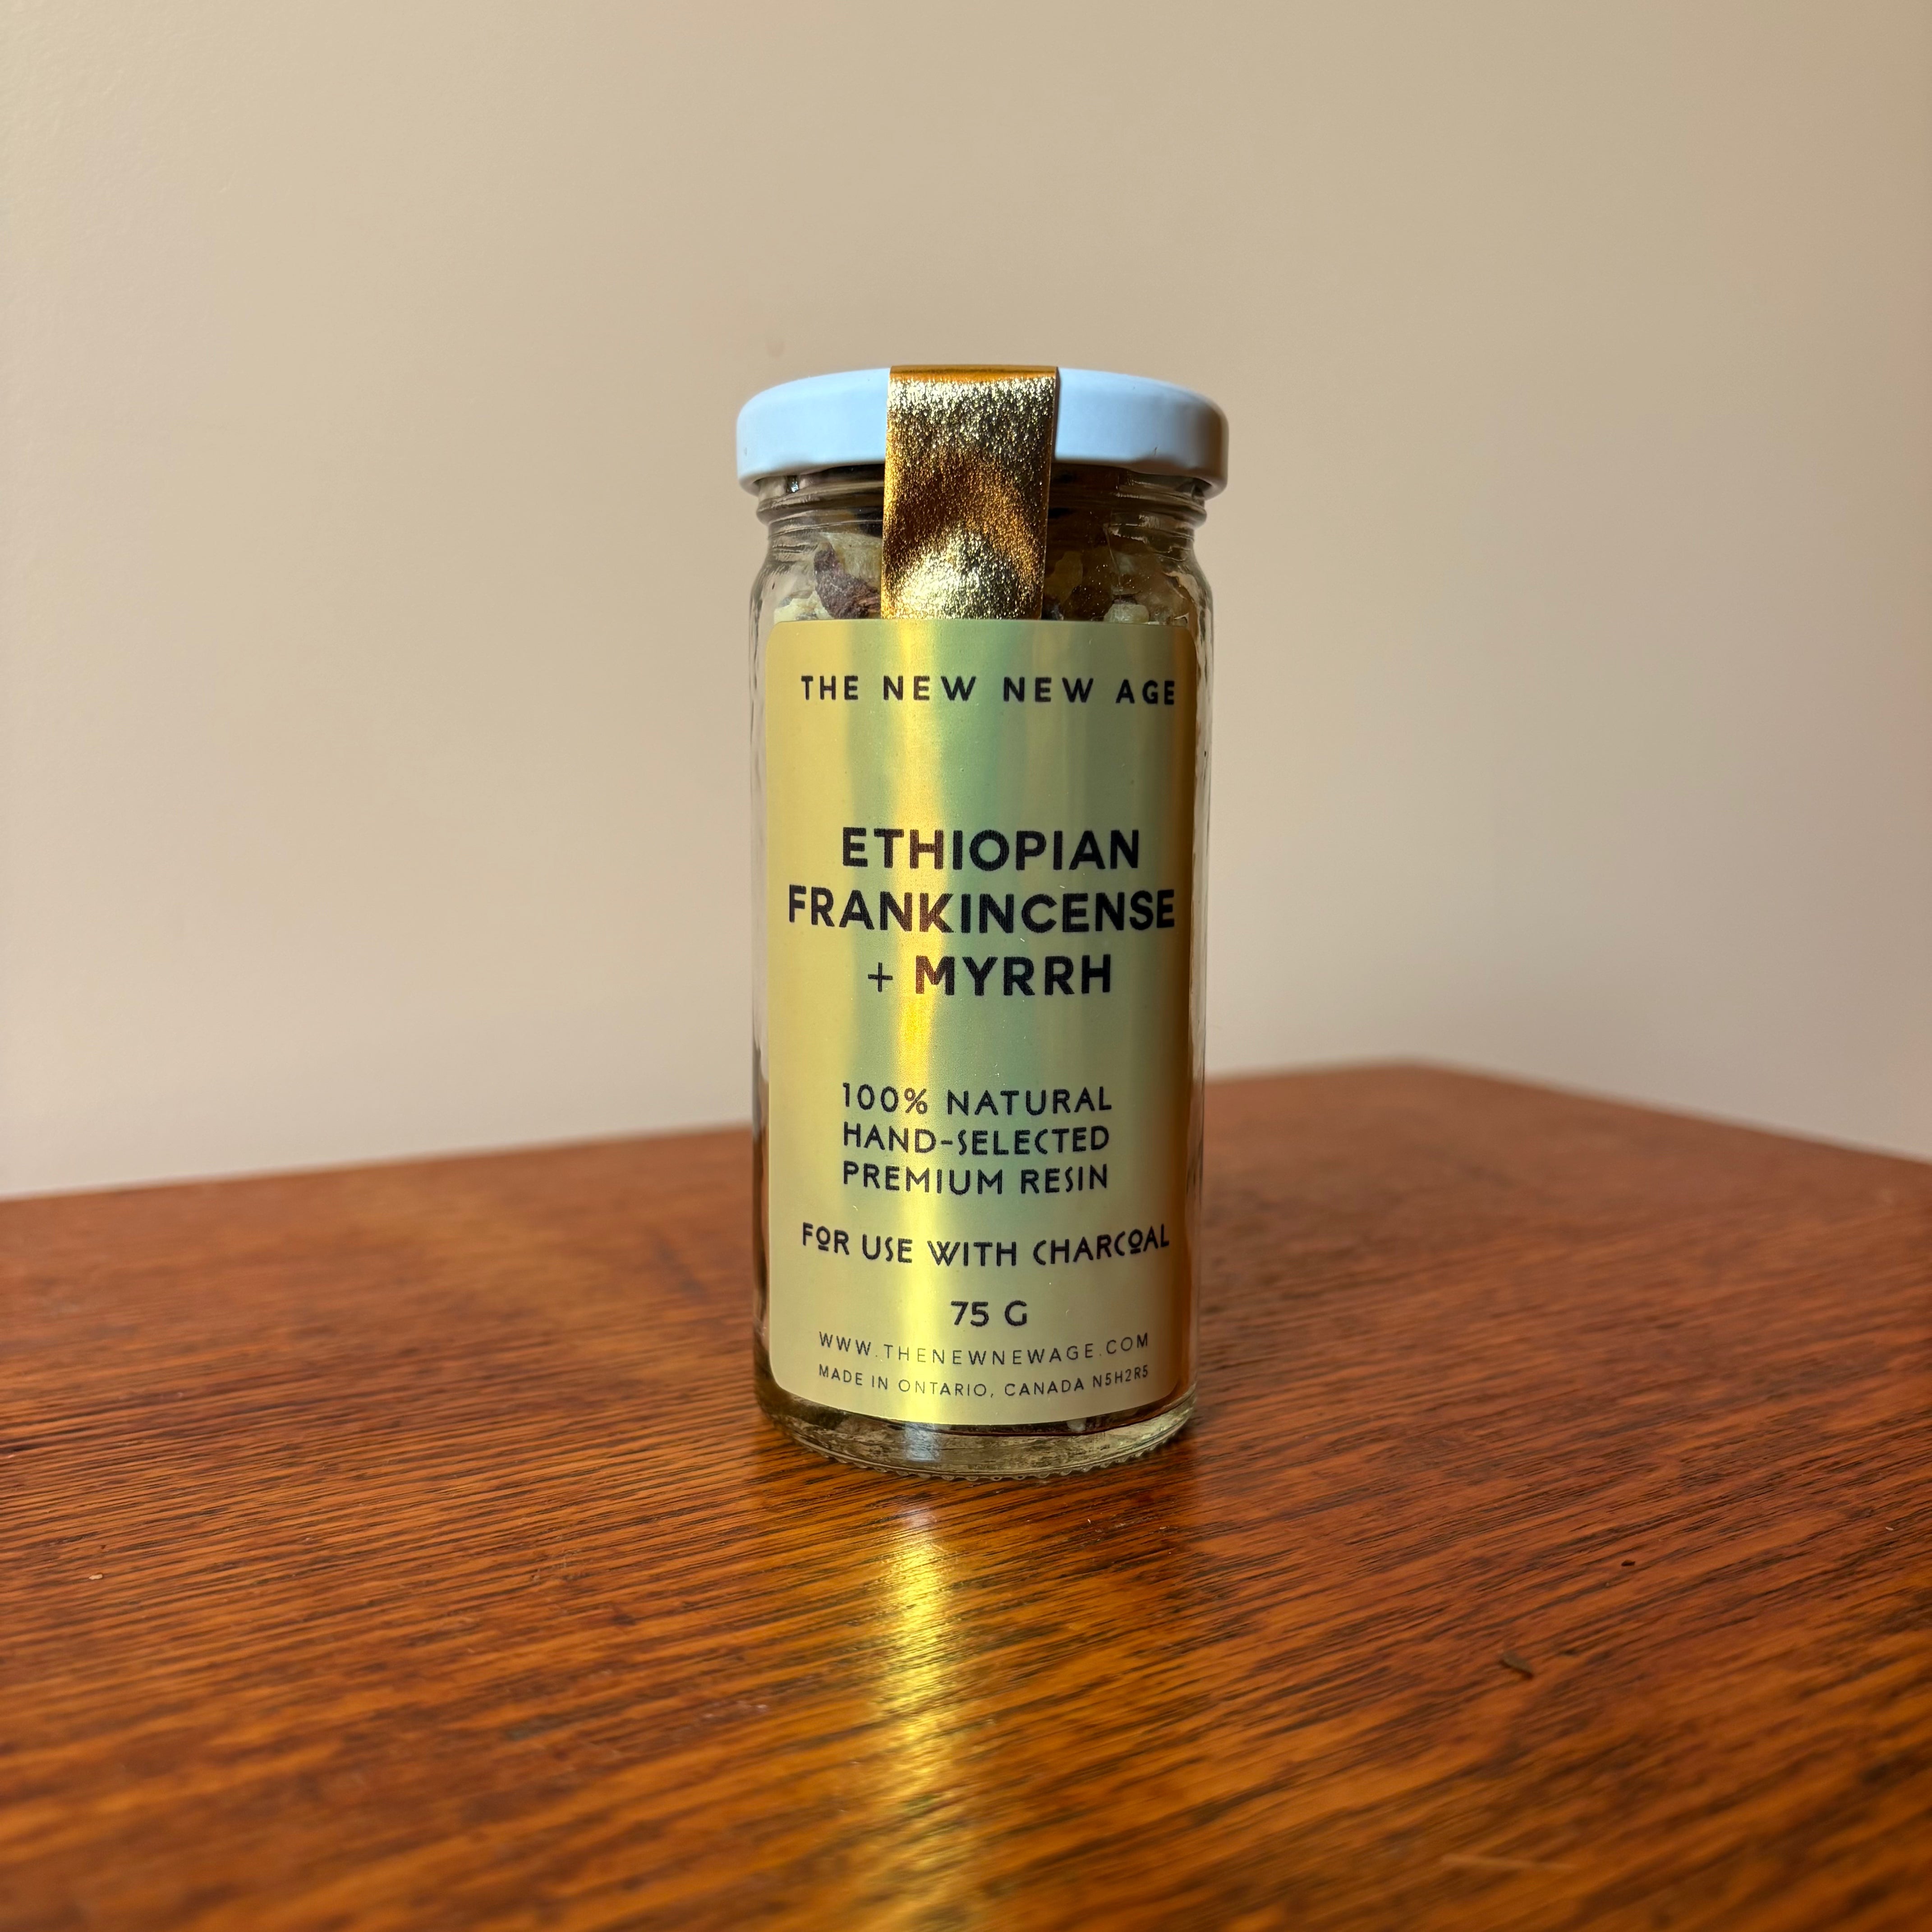 THE NEW NEW AGE
ETHIOPIAN
FRANKINCENSE
+ MYRRH
100% NATURAL
HAND-SELECTED
PREMIUM RESIN
FOR USE WITH CHARCOAL
75 G
WWW.THENEWNEWAGE.COM
MADE IN ONTARIO, CANADA N5H2R5